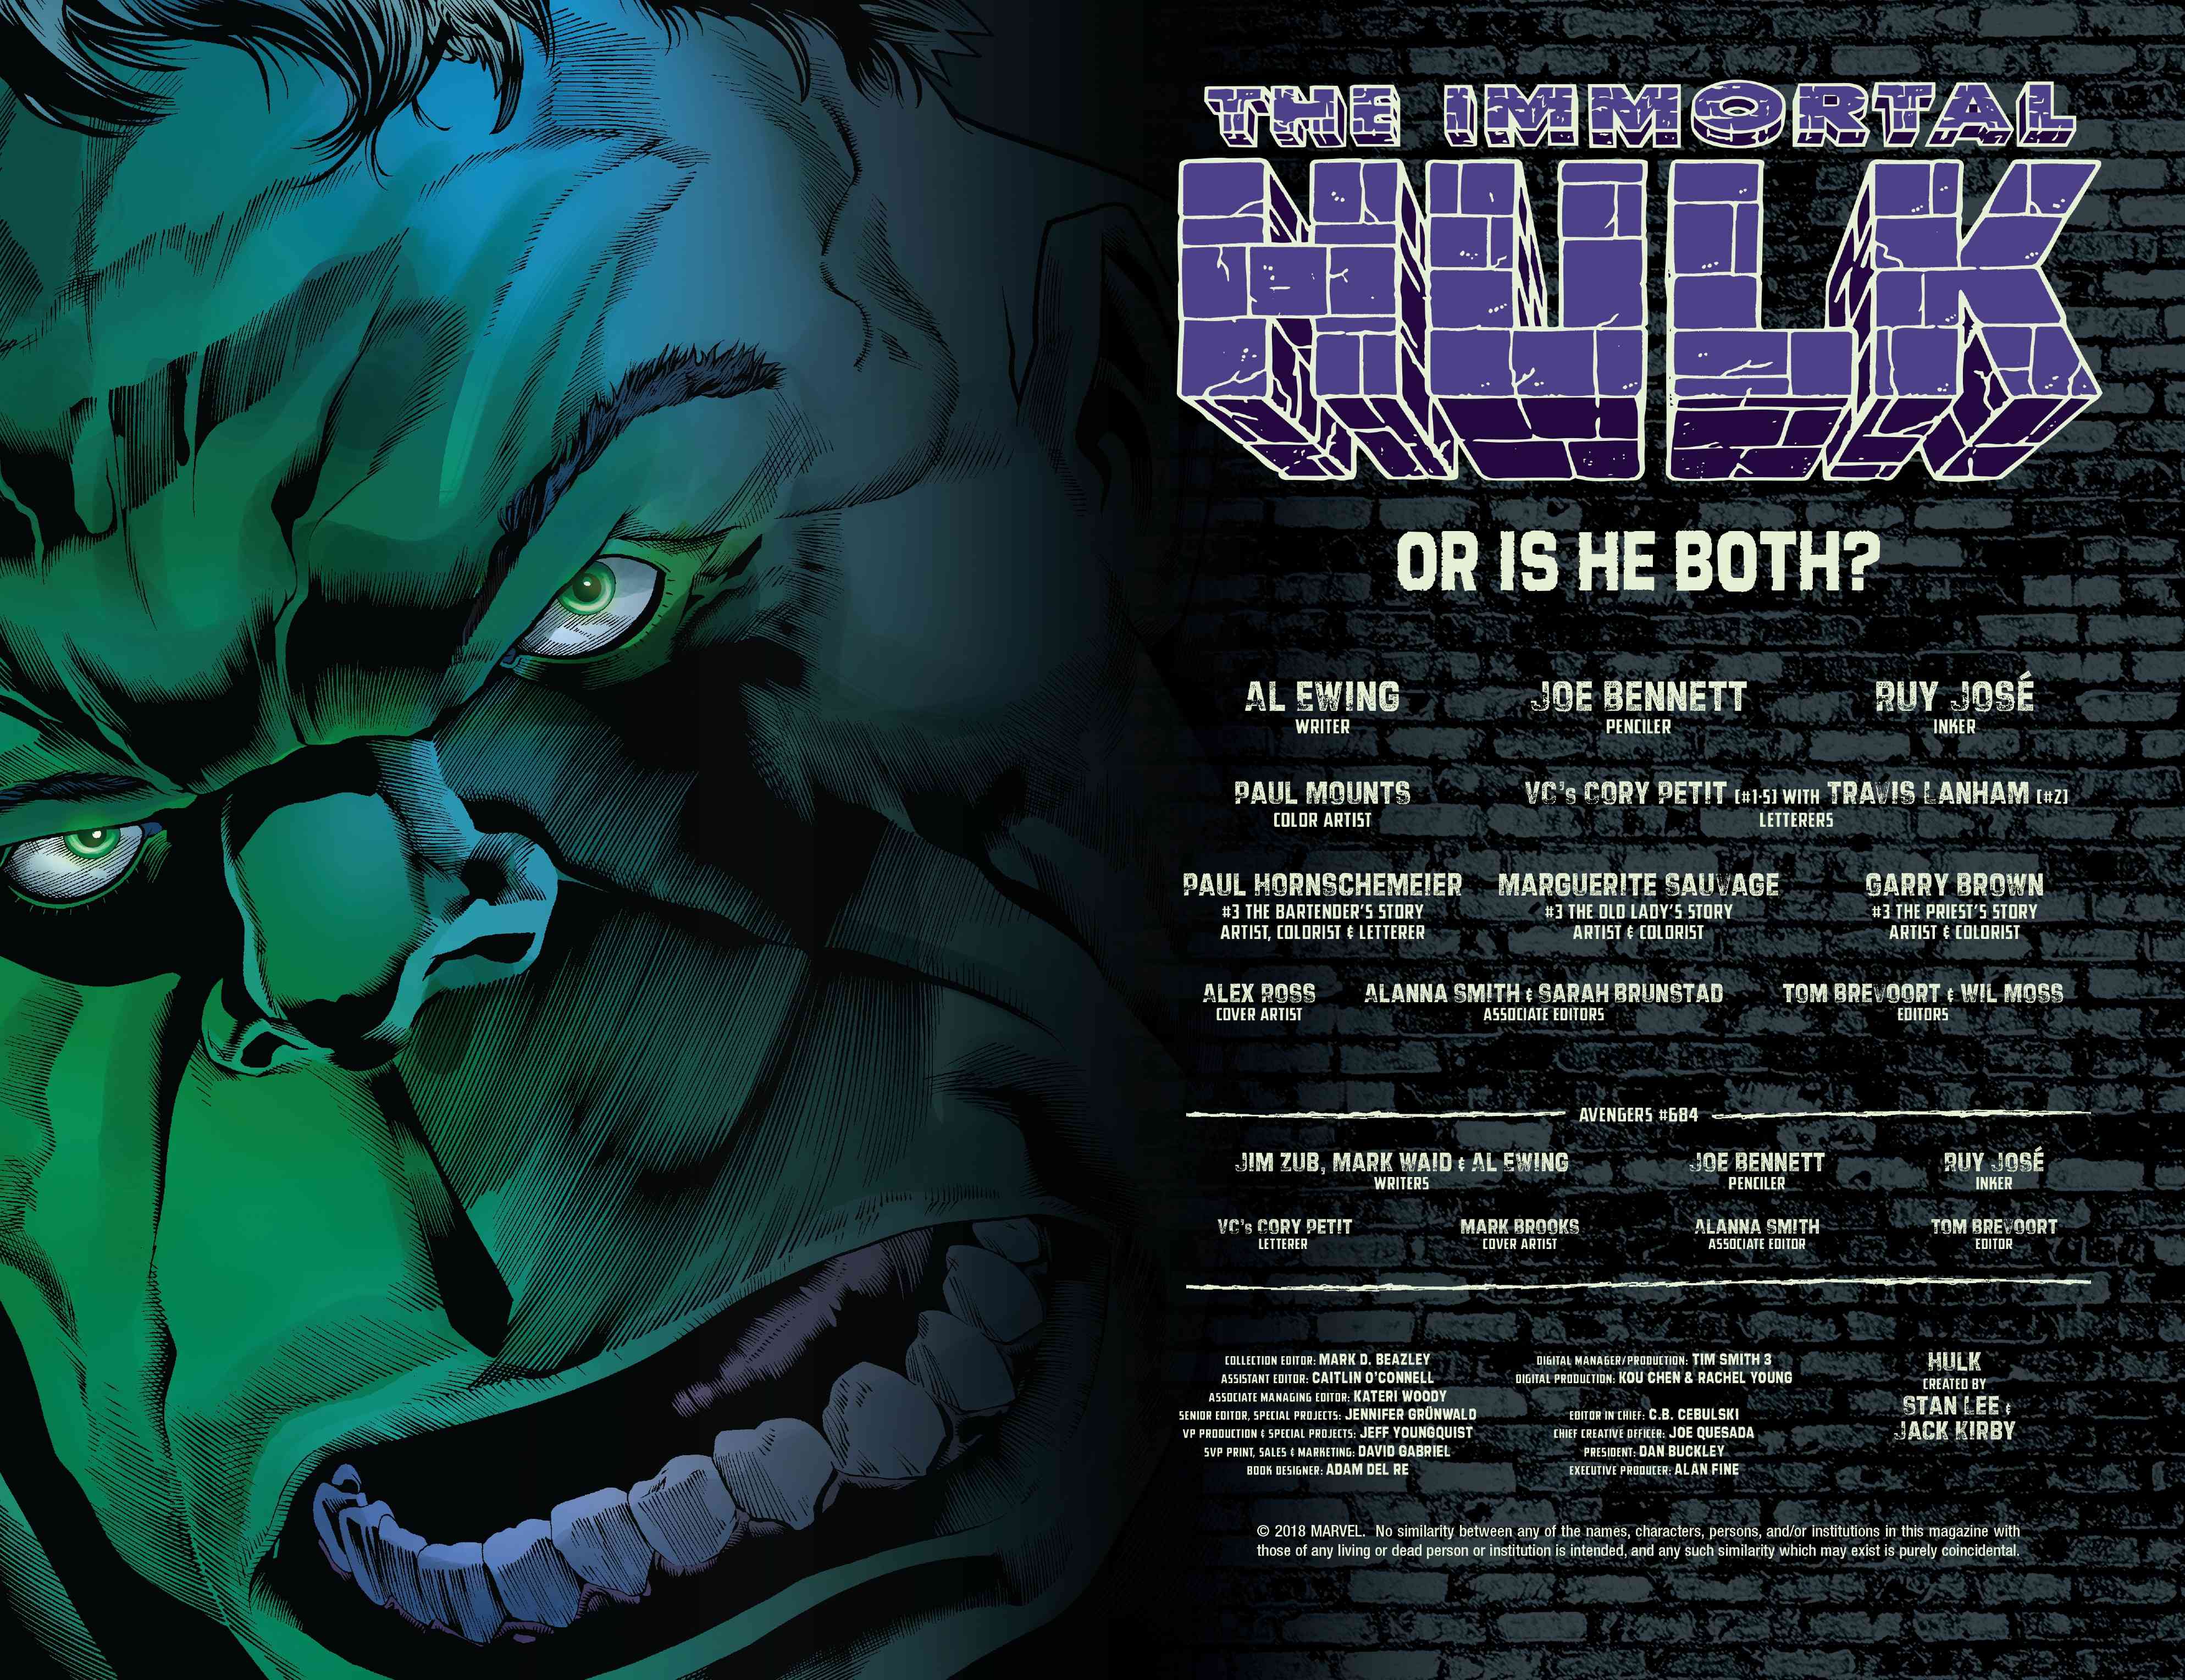 THE IMMORTAL
HULK
OR IS HE BOTH?
AL EWING
WRITER
JOE BENNETT
PENCILER
RUY JOSÉ
INKER
PAUL MOUNTS
COLOR ARTIST
VC's CORY PETIT [#1-5] WITH TRAVIS LANHAM [#2]
LETTERERS
PAUL HORNSCHEMEIER
#3 THE BARTENDER'S STORY
ARTIST, COLORIST & LETTERER
MARGUERITE SAUVAGE
#3 THE OLD LADY'S STORY
ARTIST & COLORIST
GARRY BROWN
#3 THE PRIEST'S STORY
ARTIST & COLORIST
ALEX ROSS
COVER ARTIST
ALANNA SMITH & SARAH BRUNSTAD
ASSOCIATE EDITORS
TOM BREVOORT & WIL MOSS
EDITORS
AVENGERS #684
JIM ZUB, MARK WAID & AL EWING
WRITERS
JOE BENNETT
PENCILER
RUY JOSÉ
INKER
VC's CORY PETIT
LETTERER
MARK BROOKS
COVER ARTIST
ALANNA SMITH
ASSOCIATE EDITOR
TOM BREVOORT
EDITOR
COLLECTION EDITOR: MARK D. BEAZLEY
ASSISTANT EDITOR: CAITLIN O'CONNELL
ASSOCIATE MANAGING EDITOR: KATERI WOODY
SENIOR EDITOR, SPECIAL PROJECTS: JENNIFER GRÜNWALD
VP PRODUCTION & SPECIAL PROJECTS: JEFF YOUNGQUIST
SVP PRINT, SALES & MARKETING: DAVID GABRIEL
BOOK DESIGNER: ADAM DEL RE
DIGITAL MANAGER/PRODUCTION: TIM SMITH 3
DIGITAL PRODUCTION: KOU CHEN & RACHEL YOUNG
EDITOR IN CHIEF: C.B. CEBULSKI
CHIEF CREATIVE OFFICER: JOE QUESADA
PRESIDENT: DAN BUCKLEY
EXECUTIVE PRODUCER: ALAN FINE
HULK
CREATED BY
STAN LEE &
JACK KIRBY
© 2018 MARVEL. No similarity between any of the names, characters, persons, and/or institutions in this magazine with
those of any living or dead person or institution is intended, and any such similarity which may exist is purely coincidental.